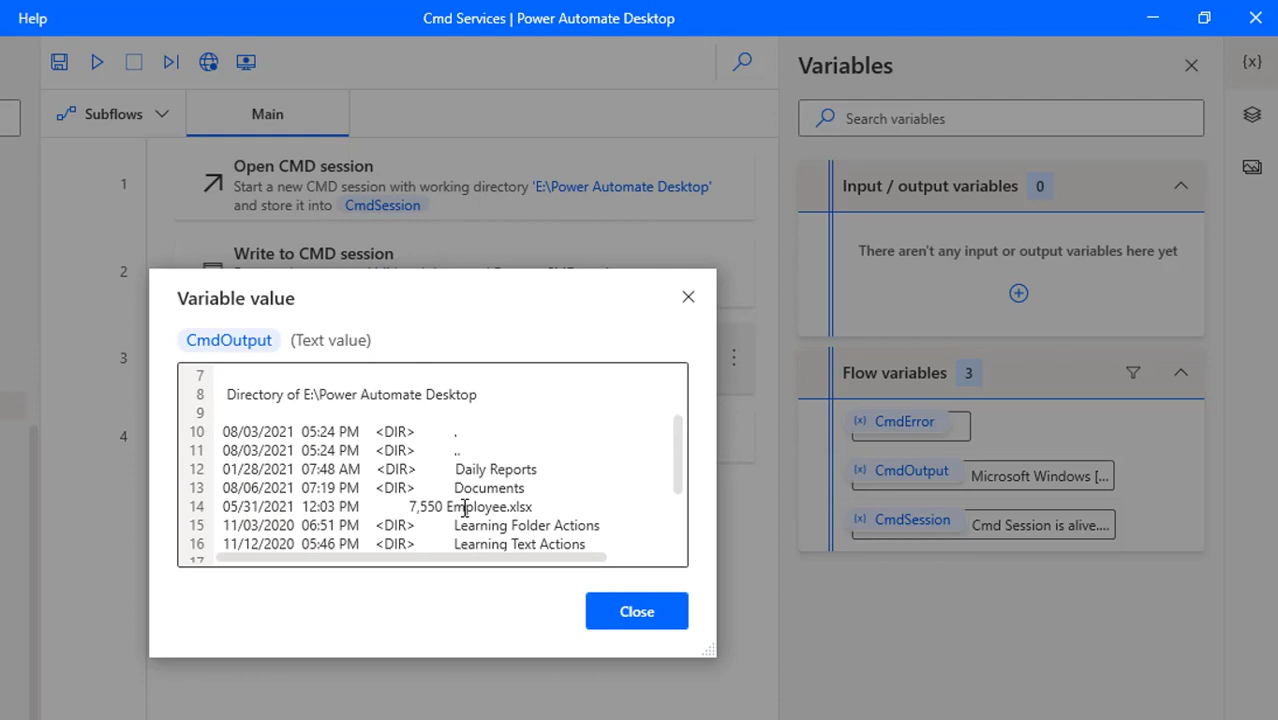 Help
Cmd Services | Power Automate Desktop
Subflows
Main
1
Open CMD session
Start a new CMD session with working directory 'E:\Power Automate Desktop'
and store it into CmdSession
2
Write to CMD session
3
4
Variable value
CmdOutput (Text value)
7
8 Directory of E:\Power Automate Desktop
9
10 08/03/2021 05:24 PM <DIR> .
11 08/03/2021 05:24 PM <DIR> ..
12 01/28/2021 07:48 AM <DIR> Daily Reports
13 08/06/2021 07:19 PM <DIR> Documents
14 05/31/2021 12:03 PM 7,550 Employee.xlsx
15 11/03/2020 06:51 PM <DIR> Learning Folder Actions
16 11/12/2020 05:46 PM <DIR> Learning Text Actions
17
Close
Variables
{x}
Search variables
Input / output variables 0
There aren't any input or output variables here yet
Flow variables 3
(x) CmdError
(x) CmdOutput Microsoft Windows [...
(x) CmdSession Cmd Session is alive....